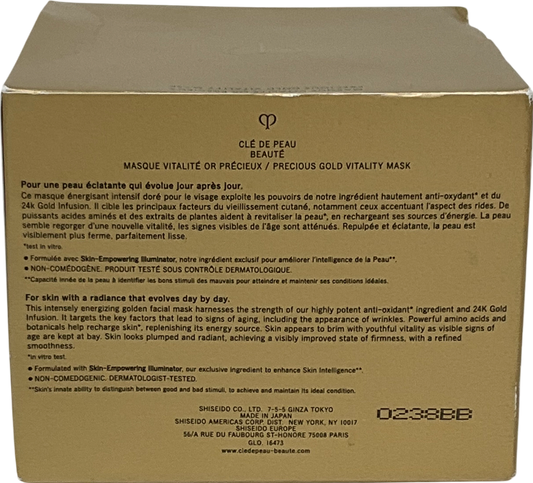 CLÉ DE PEAU
BEAUTÉ
MASQUE VITALITÉ OR PRÉCIEUX / PRECIOUS GOLD VITALITY MASK
Pour une peau éclatante qui évolue jour après jour.
Ce masque énergisant intensif doré pour le visage exploite les pouvoirs de notre ingrédient hautement anti-oxydant* et du
24k Gold Infusion. Il cible les principaux facteurs du vieillissement cutané, notamment ceux accentuant l'aspect des rides. De
puissants acides aminés et des extraits de plantes aident à revitaliser la peau*, en rechargeant ses sources d'énergie. La peau
semble regorger d'une nouvelle vitalité, les signes visibles de l'âge sont atténués. Repulpée et éclatante, la peau est
visiblement plus ferme, parfaitement lisse.
*test in vitro.
● Formulée avec Skin-Empowering Illuminator, notre ingrédient exclusif pour améliorer l'intelligence de la Peau**.
● NON-COMÉDOGÈNE. PRODUIT TESTÉ SOUS CONTRÔLE DERMATOLOGIQUE.
**Capacité innée de la peau à identifier les bons stimuli des mauvais pour atteindre et maintenir ses conditions idéales.
For skin with a radiance that evolves day by day.
This intensely energizing golden facial mask harnesses the strength of our highly potent anti-oxidant* ingredient and 24K Gold
Infusion. It targets the key factors that lead to signs of aging, including the appearance of wrinkles. Powerful amino acids and
botanicals help recharge skin*, replenishing its energy source. Skin appears to brim with youthful vitality as visible signs of
age are kept at bay. Skin looks plumped and radiant, achieving a visibly improved state of firmness, with a refined
smoothness.
*In vitro test.
● Formulated with Skin-Empowering Illuminator, our exclusive ingredient to enhance Skin Intelligence**.
● NON-COMEDOGENIC. DERMATOLOGIST-TESTED.
**Skin's innate ability to distinguish between good and bad stimuli, to achieve and maintain its ideal condition.
SHISEIDO CO., LTD. 7-5-5 GINZA TOKYO
MADE IN JAPAN
SHISEIDO AMERICAS CORP. DIST. NEW YORK, NY 10017
SHISEIDO EUROPE
56/A RUE DU FAUBOURG ST-HONORÉ 75008 PARIS
GLO. 16473
www.cledepeau-beaute.com
0238BB